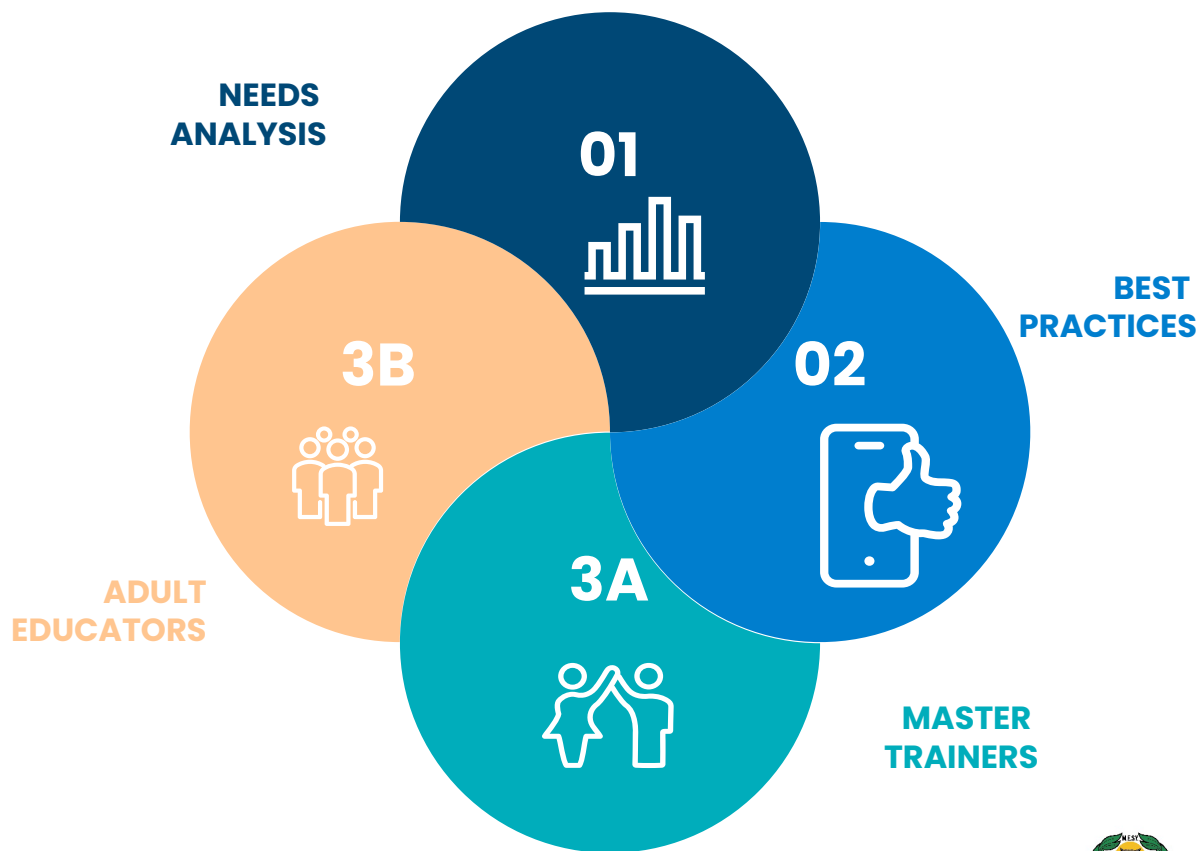 NEEDS
ANALYSIS
01
BEST
PRACTICES
02
3B
3A
ADULT
EDUCATORS
MASTER
TRAINERS